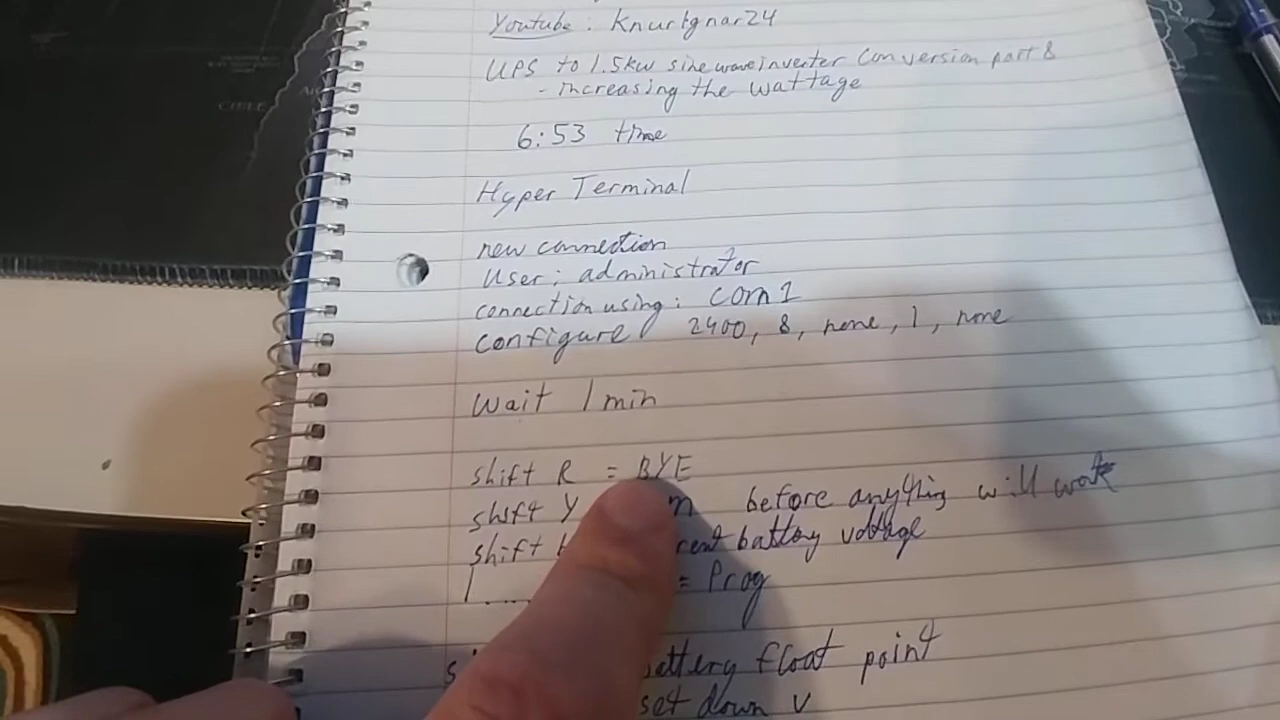 Youtube: Knurlgnar24
UPS to 1.5kw sinewave inverter conversion part 8
- increasing the wattage
6:53 time
Hyper Terminal
new connection
User: administrator
connection using: com1
configure 2400, 8, none, 1, none
Wait 1 min
shift R = BYE
shift Y before anything will work
shift battery voltage
1 ..... = Prog
battery float point
set down v